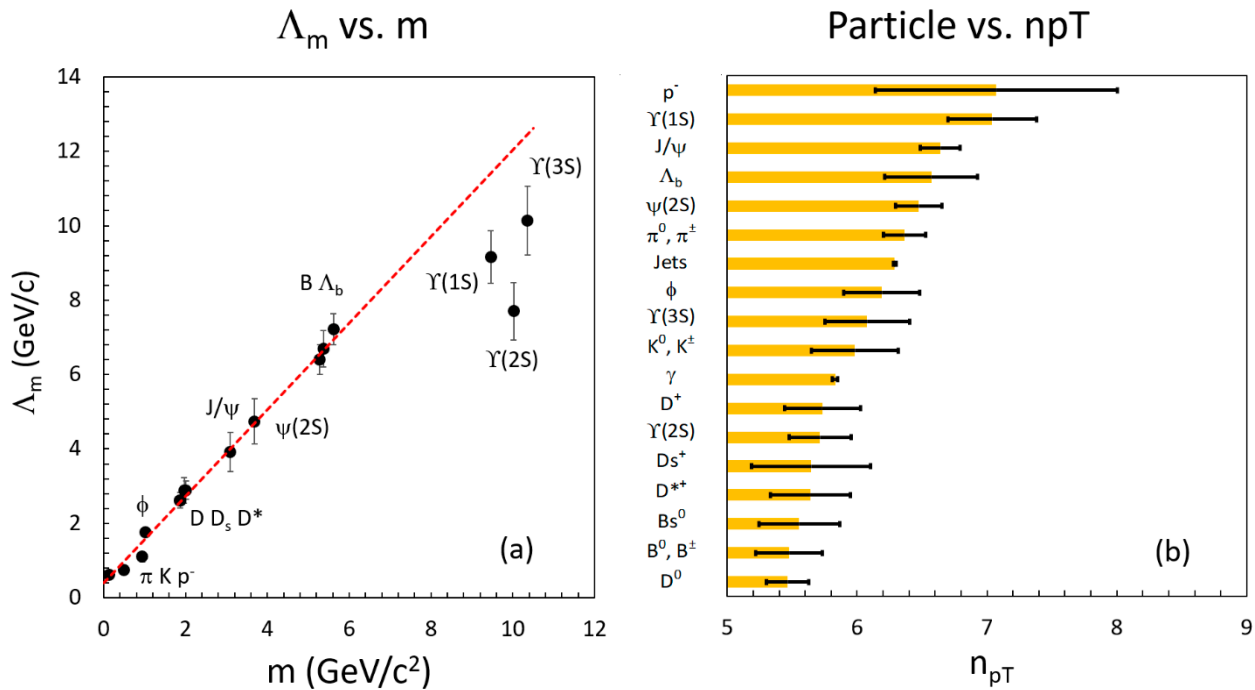 Λm vs. m
Particle vs. npT
14
12
10
8
6
4
2
0
Λm (GeV/c)
ϒ(3S)
ϒ(1S)
ϒ(2S)
B Λb
J/ψ
ψ(2S)
ϕ
D Ds D*
π K p-
(a)
0 2 4 6 8 10 12
m (GeV/c²)
p-
ϒ(1S)
J/ψ
Λb
ψ(2S)
π⁰, π±
Jets
ϕ
ϒ(3S)
K⁰, K±
γ
D⁺
ϒ(2S)
Ds⁺
D*⁺
Bs⁰
B⁰, B±
D⁰
(b)
5 6 7 8 9
npT